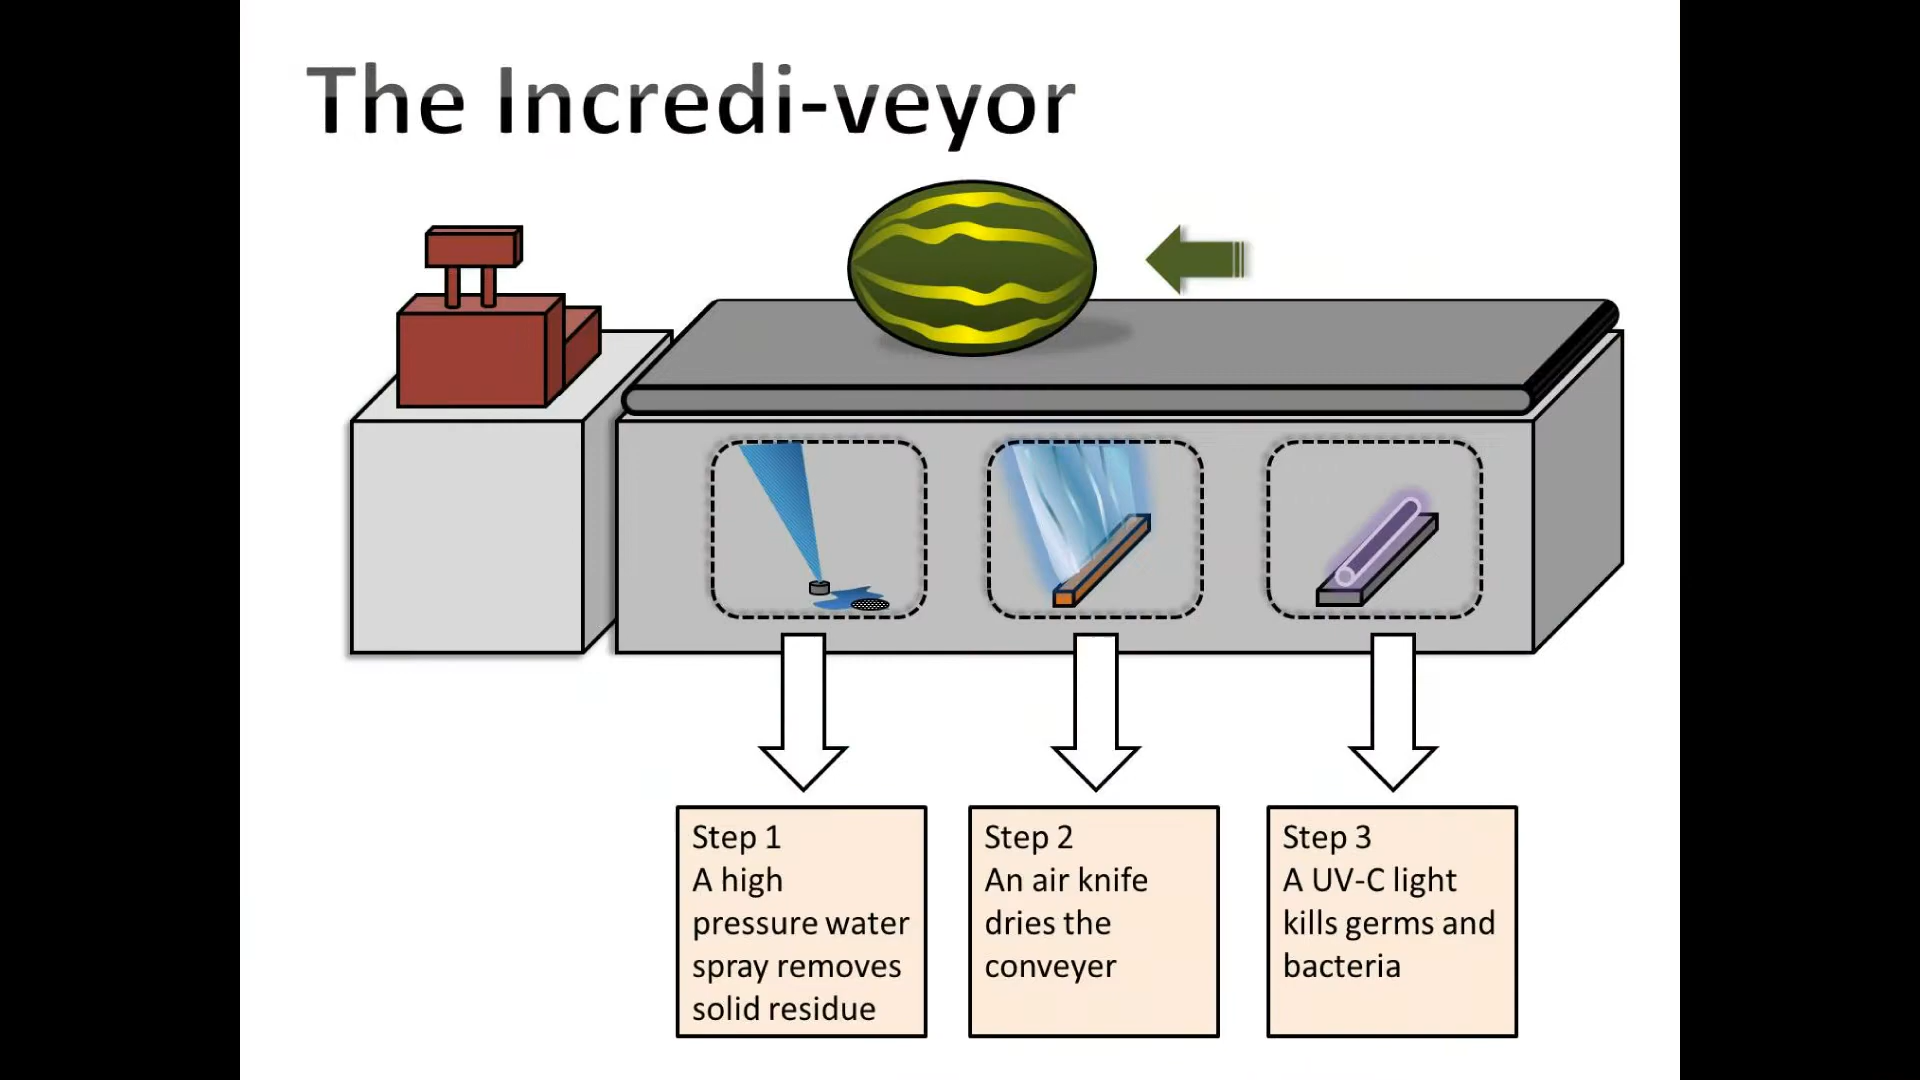 The Incredi-veyor
Step 1
A high
pressure water
spray removes
solid residue
Step 2
An air knife
dries the
conveyer
Step 3
A UV-C light
kills germs and
bacteria